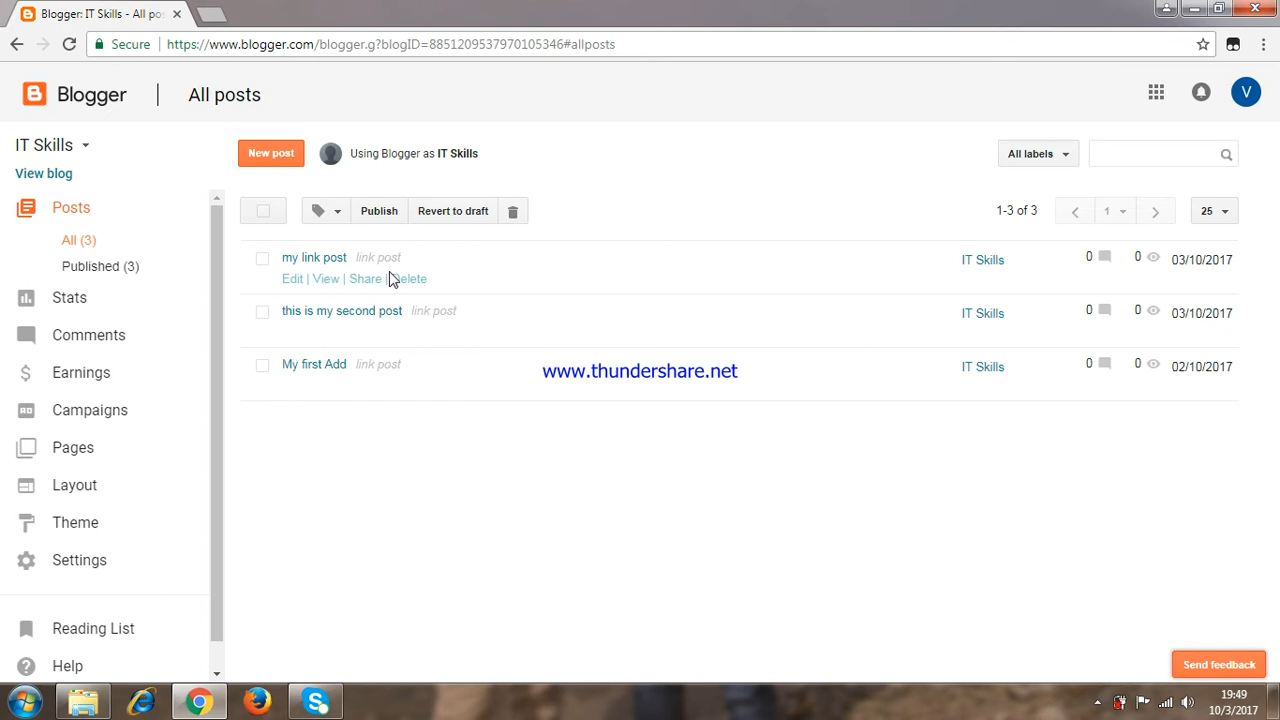 Blogger: IT Skills - All pos
Secure https://www.blogger.com/blogger.g?blogID=8851209537970105346#allposts
Blogger All posts V
IT Skills
View blog
New post Using Blogger as IT Skills All labels
Posts
All (3)
Published (3)
Stats
Comments
Earnings
Campaigns
Pages
Layout
Theme
Settings
Reading List
Help
Publish Revert to draft 1-3 of 3 1 25
my link post link post IT Skills 0 0 03/10/2017
Edit | View | Share | Delete
this is my second post link post IT Skills 0 0 03/10/2017
My first Add link post IT Skills 0 0 02/10/2017
www.thundershare.net
Send feedback
19:49
10/3/2017